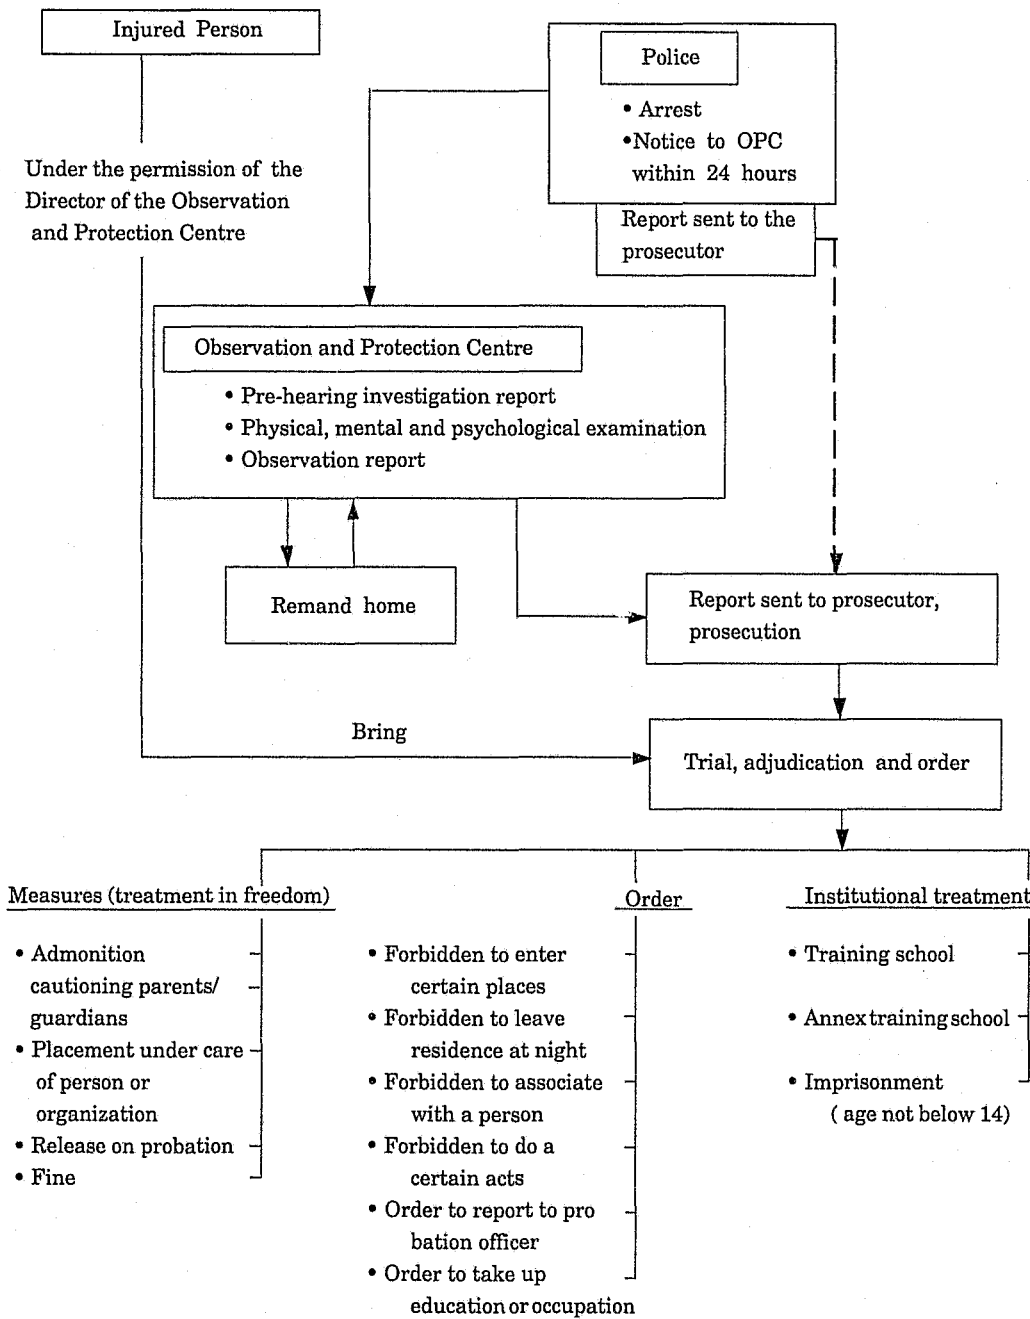 Injured Person
Police
• Arrest
•Notice to OPC
within 24 hours
Under the permission of the
Director of the Observation
and Protection Centre
Report sent to the
prosecutor
Observation and Protection Centre
• Pre-hearing investigation report
• Physical, mental and psychological examination
• Observation report
Remand home
Report sent to prosecutor,
prosecution
Bring
Trial, adjudication and order
Measures (treatment in freedom)
• Admonition
cautioning parents/
guardians
• Placement under care
of person or
organization
• Release on probation
• Fine
Order
• Forbidden to enter
certain places
• Forbidden to leave
residence at night
• Forbidden to associate
with a person
• Forbidden to do a
certain acts
• Order to report to pro
bation officer
• Order to take up
education or occupation
Institutional treatment
• Training school
• Annex training school
• Imprisonment
( age not below 14)